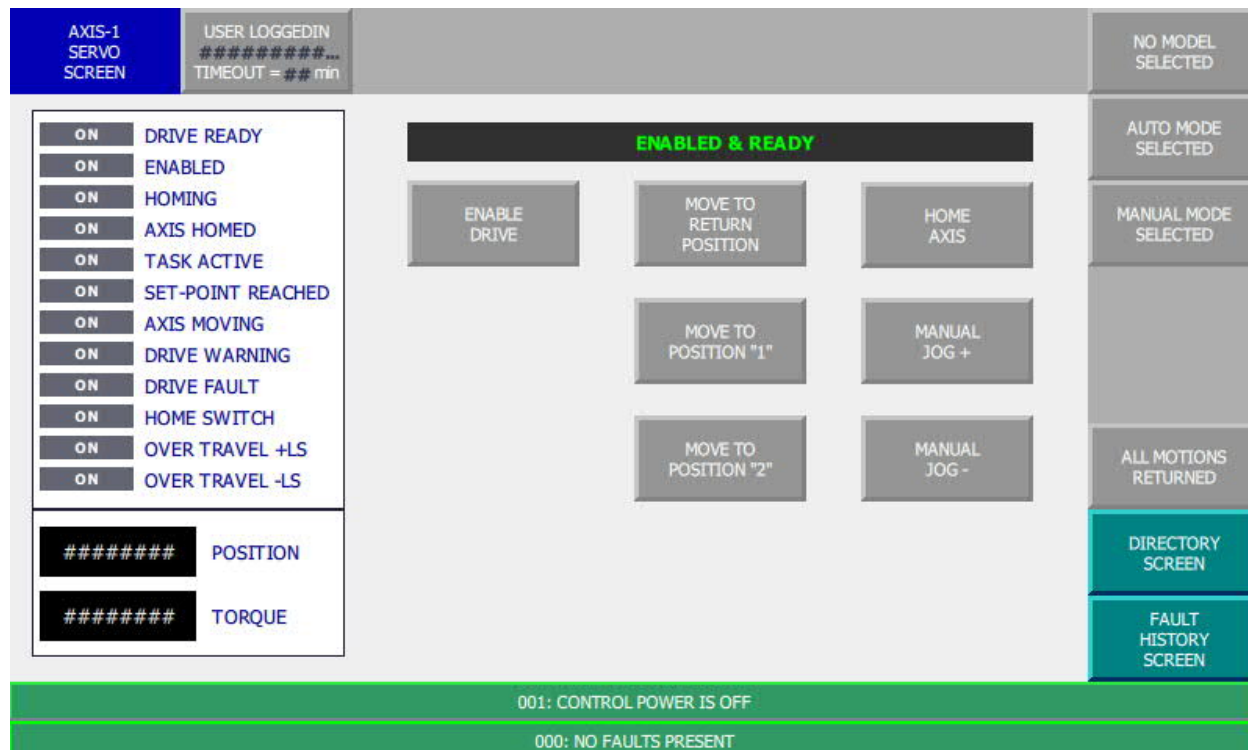 AXIS-1
SERVO
SCREEN
USER LOGGEDIN
#########...
TIMEOUT = ## min
NO MODEL
SELECTED
ON DRIVE READY
ON ENABLED
ON HOMING
ON AXIS HOMED
ON TASK ACTIVE
ON SET-POINT REACHED
ON AXIS MOVING
ON DRIVE WARNING
ON DRIVE FAULT
ON HOME SWITCH
ON OVER TRAVEL +LS
ON OVER TRAVEL -LS
######## POSITION
######## TORQUE
ENABLED & READY
ENABLE
DRIVE
MOVE TO
RETURN
POSITION
HOME
AXIS
MOVE TO
POSITION "1"
MANUAL
JOG +
MOVE TO
POSITION "2"
MANUAL
JOG -
AUTO MODE
SELECTED
MANUAL MODE
SELECTED
ALL MOTIONS
RETURNED
DIRECTORY
SCREEN
FAULT
HISTORY
SCREEN
001: CONTROL POWER IS OFF
000: NO FAULTS PRESENT